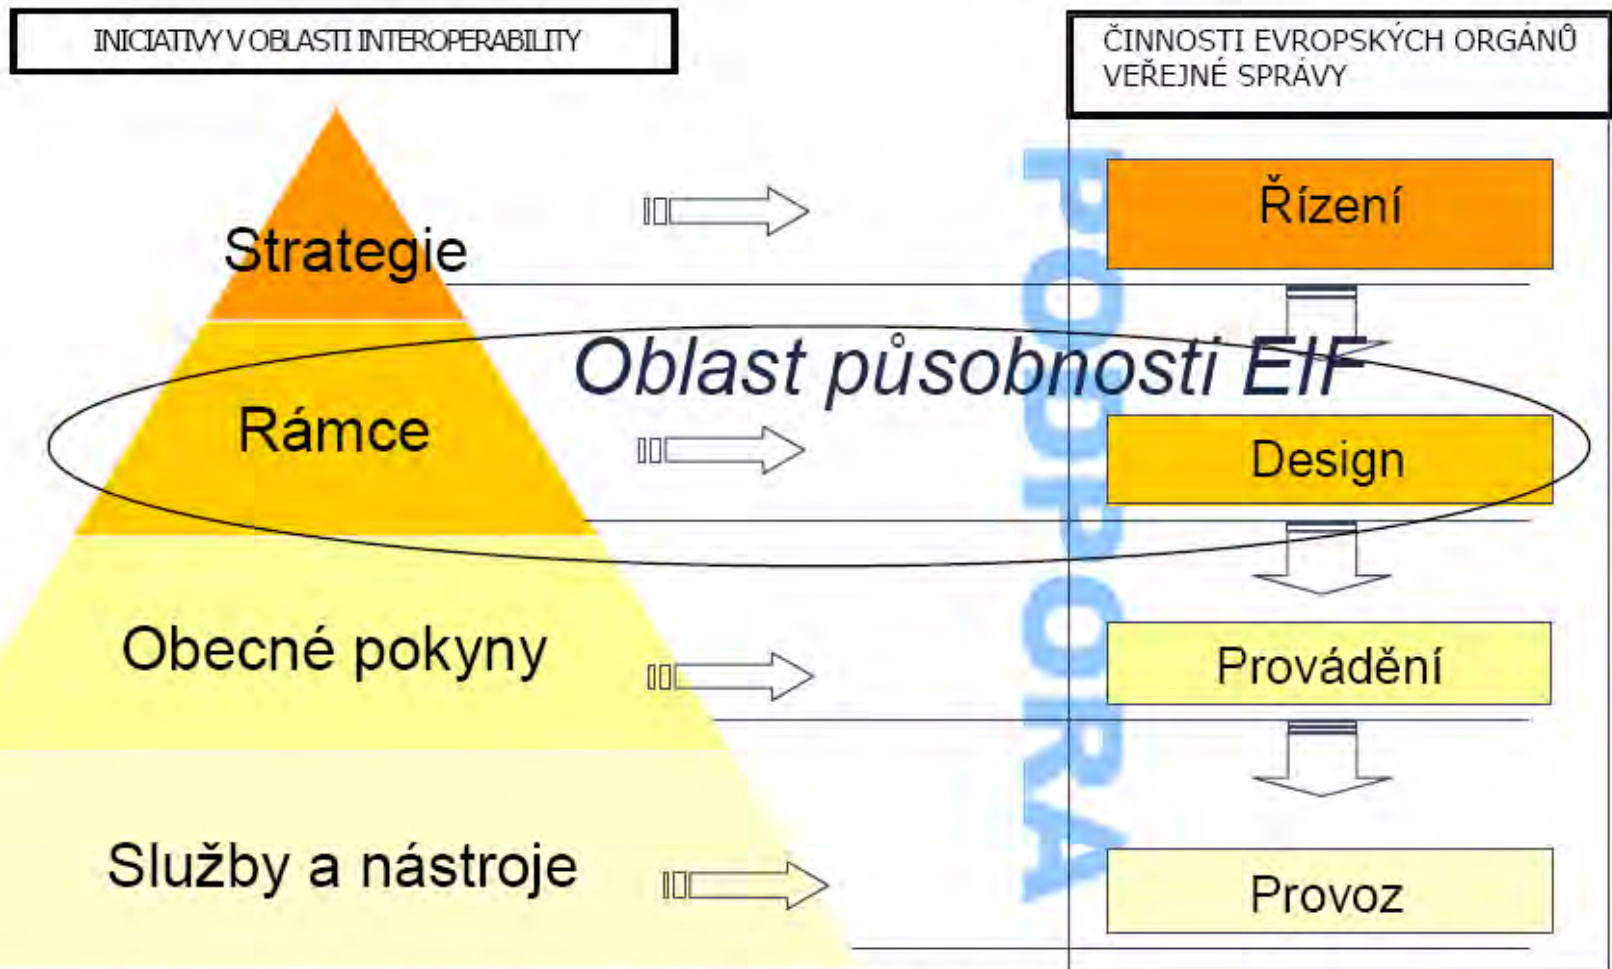 INICIATIVY V OBLASTI INTEROPERABILITY
ČINNOSTI EVROPSKÝCH ORGÁNŮ
VEŘEJNÉ SPRÁVY
Strategie
Řízení
Oblast působnosti EIF
Rámce
Design
Obecné pokyny
Provádění
Služby a nástroje
Provoz
PODPORA